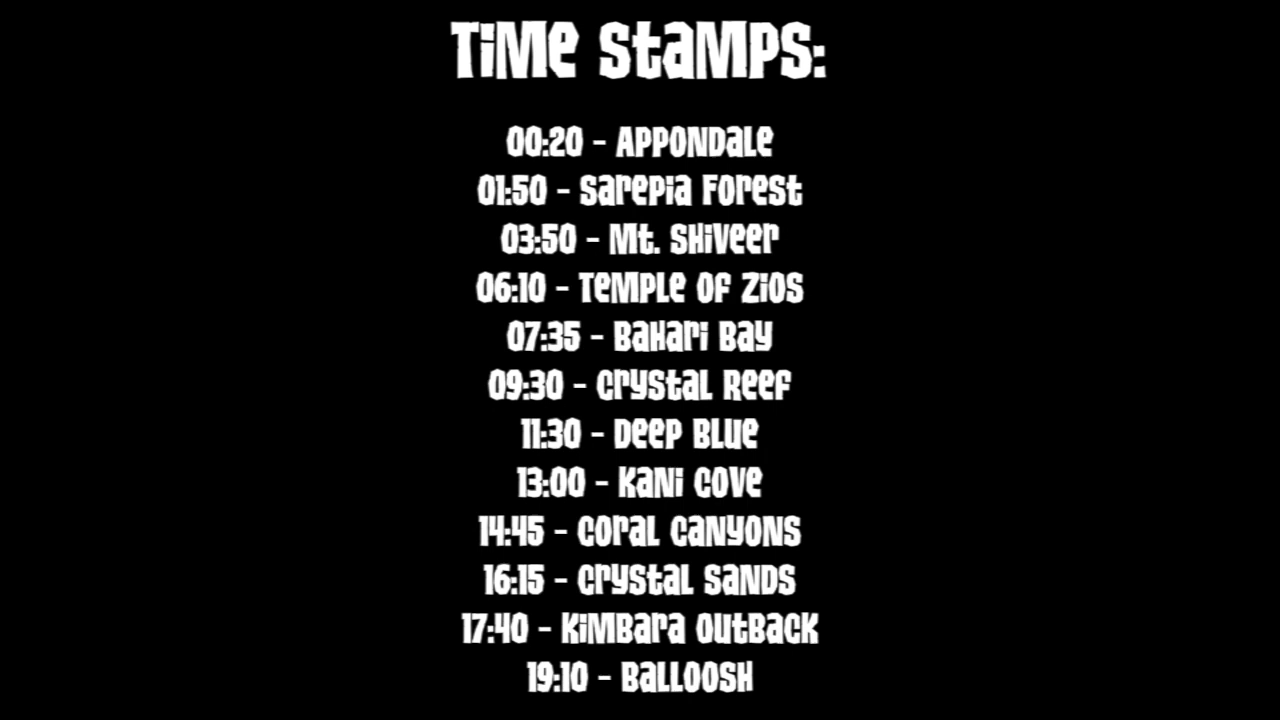 Time Stamps:
00:20 - Appondale
01:50 - Sarepia Forest
03:50 - Mt. Shiveer
06:10 - Temple of Zios
07:35 - Bahari Bay
09:30 - Crystal Reef
11:30 - Deep Blue
13:00 - Kani Cove
14:45 - Coral Canyons
16:15 - Crystal Sands
17:40 - Kimbara Outback
19:10 - Balloosh